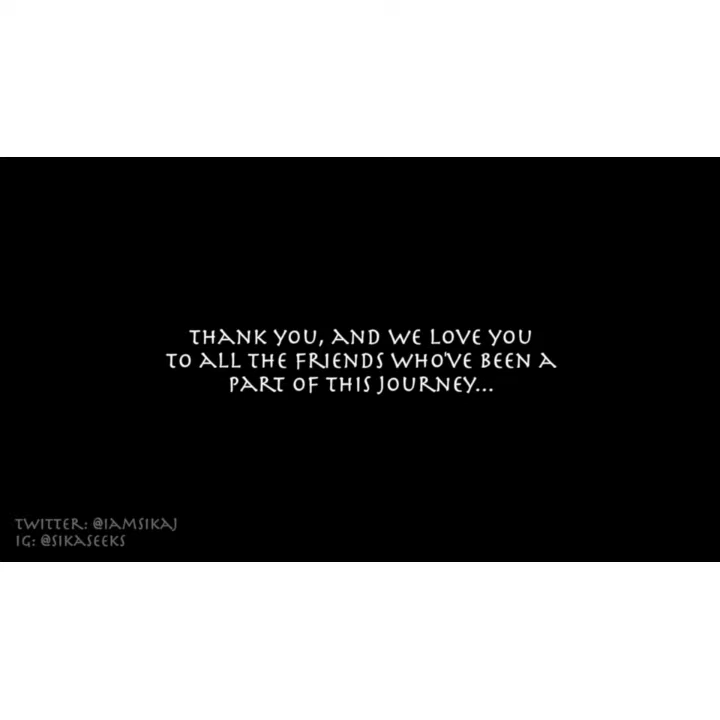 THANK YOU, AND WE LOVE YOU
TO ALL THE FRIENDS WHO'VE BEEN A
PART OF THIS JOURNEY...
TWITTER: @IAMSIKAJ
IG: @SIKASEEKS